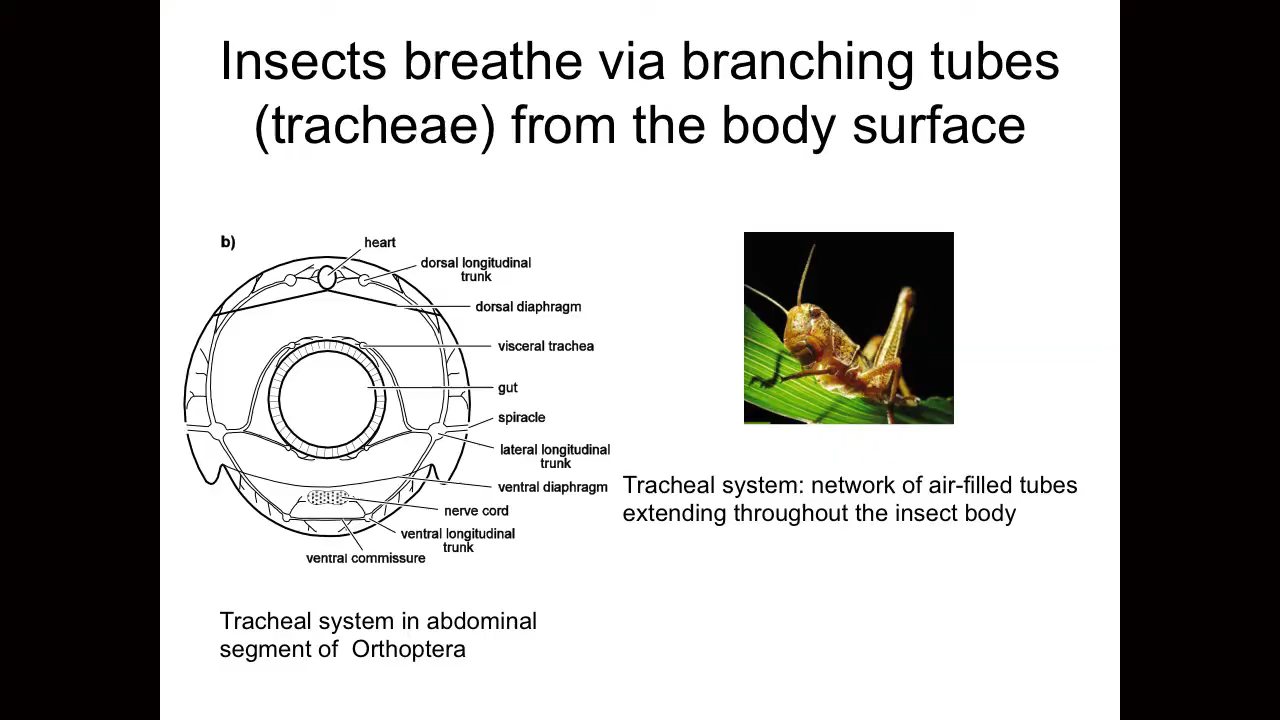 Insects breathe via branching tubes
(tracheae) from the body surface
b)
heart
dorsal longitudinal
trunk
dorsal diaphragm
visceral trachea
gut
spiracle
lateral longitudinal
trunk
ventral diaphragm
nerve cord
ventral longitudinal
trunk
ventral commissure
Tracheal system: network of air-filled tubes
extending throughout the insect body
Tracheal system in abdominal
segment of  Orthoptera